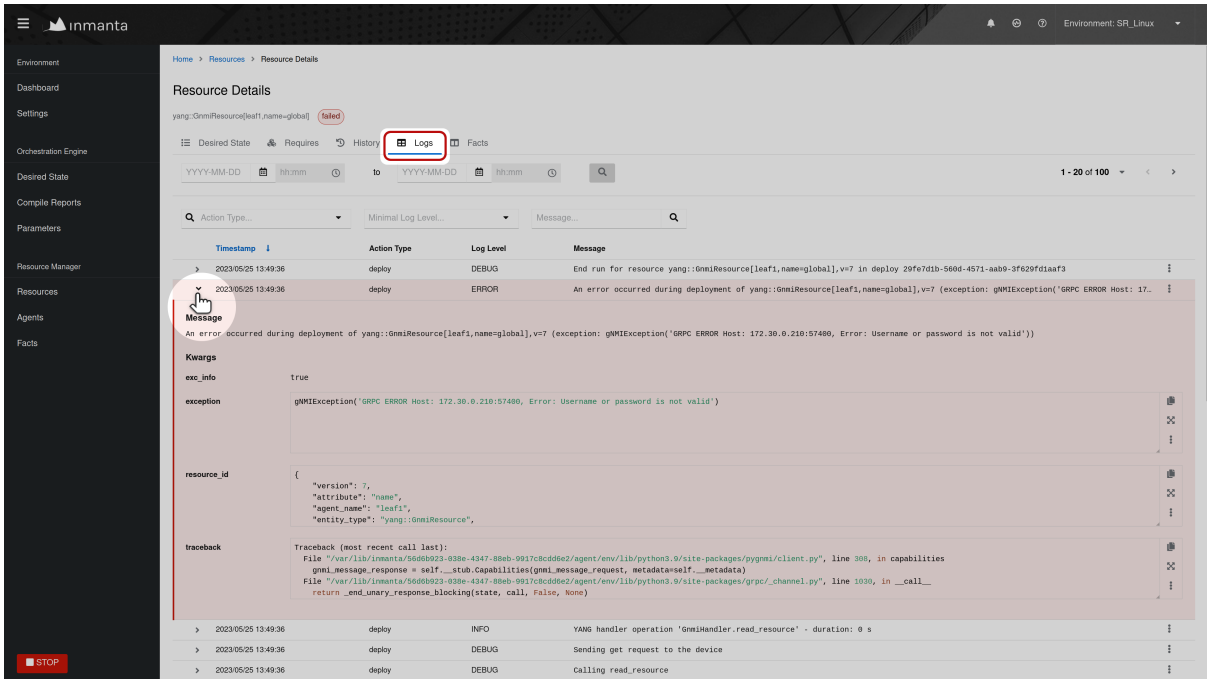 inmanta
Environment: SR_Linux
Environment
Dashboard
Settings
Orchestration Engine
Desired State
Compile Reports
Parameters
Resource Manager
Resources
Agents
Facts
STOP
Home > Resources > Resource Details
Resource Details
yang::GnmiResource[leaf1,name=global] failed
Desired State Requires History Logs Facts
YYYY-MM-DD hh:mm to YYYY-MM-DD hh:mm 1 - 20 of 100
Action Type... Minimal Log Level... Message...
Timestamp Action Type Log Level Message
2023/05/25 13:49:36 deploy DEBUG End run for resource yang::GnmiResource[leaf1,name=global],v=7 in deploy 29fe7d1b-560d-4571-aab9-3f629fd1aaf3
2023/05/25 13:49:36 deploy ERROR An error occurred during deployment of yang::GnmiResource[leaf1,name=global],v=7 (exception: gNMIException('GRPC ERROR Host: 17...
Message
An error occurred during deployment of yang::GnmiResource[leaf1,name=global],v=7 (exception: gNMIException('GRPC ERROR Host: 172.30.0.210:57400, Error: Username or password is not valid'))
Kwargs
exc_info true
exception gNMIException('GRPC ERROR Host: 172.30.0.210:57400, Error: Username or password is not valid')
resource_id {
"version": 7,
"attribute": "name",
"agent_name": "leaf1",
"entity_type": "yang::GnmiResource",
traceback Traceback (most recent call last):
File "/var/lib/inmanta/56d6b923-038e-4347-88eb-9917c8cdd6e2/agent/env/lib/python3.9/site-packages/pygnmi/client.py", line 300, in capabilities
gnmi_message_response = self.__stub.Capabilities(gnmi_message_request, metadata=self.__metadata)
File "/var/lib/inmanta/56d6b923-038e-4347-88eb-9917c8cdd6e2/agent/env/lib/python3.9/site-packages/grpc/_channel.py", line 1030, in __call__
return _end_unary_response_blocking(state, call, False, None)
2023/05/25 13:49:36 deploy INFO YANG handler operation 'GnmiHandler.read_resource' - duration: 0 s
2023/05/25 13:49:36 deploy DEBUG Sending get request to the device
2023/05/25 13:49:36 deploy DEBUG Calling read_resource